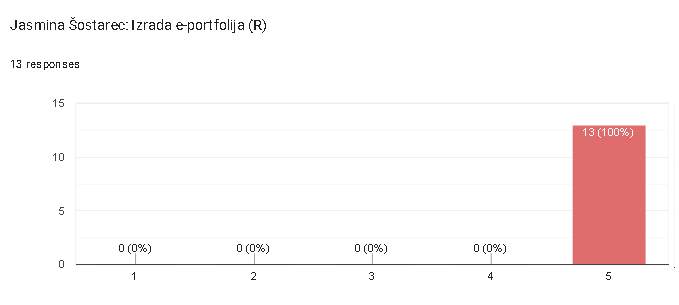 Jasmina Šostarec: Izrada e-portfolija (R)
13 responses
15
10
5
0
0 (0%) 0 (0%) 0 (0%) 0 (0%) 13 (100%)
1 2 3 4 5